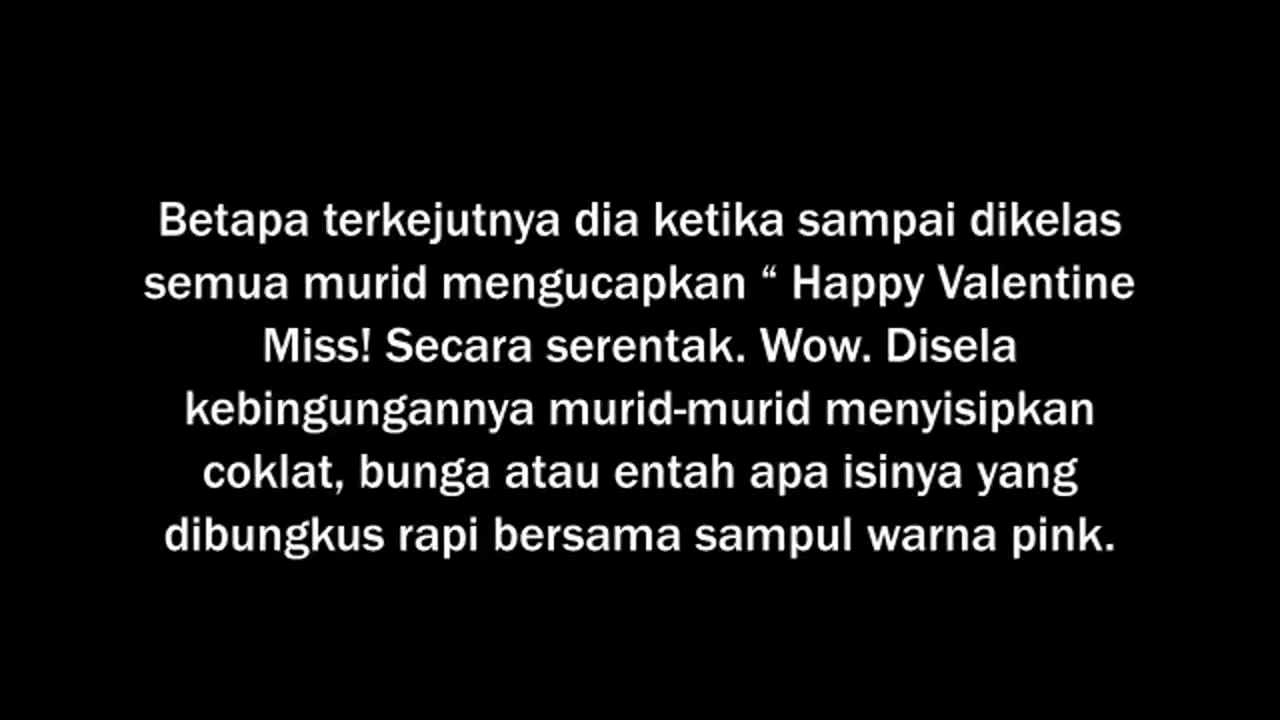 Betapa terkejutnya dia ketika sampai dikelas
semua murid mengucapkan “ Happy Valentine
Miss! Secara serentak. Wow. Disela
kebingungannya murid-murid menyisipkan
coklat, bunga atau entah apa isinya yang
dibungkus rapi bersama sampul warna pink.